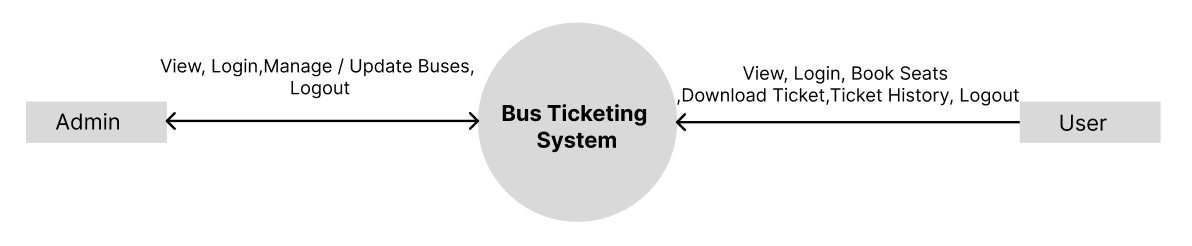 View, Login,Manage / Update Buses,
Logout
Admin
Bus Ticketing
System
View, Login, Book Seats
,Download Ticket,Ticket History, Logout
User